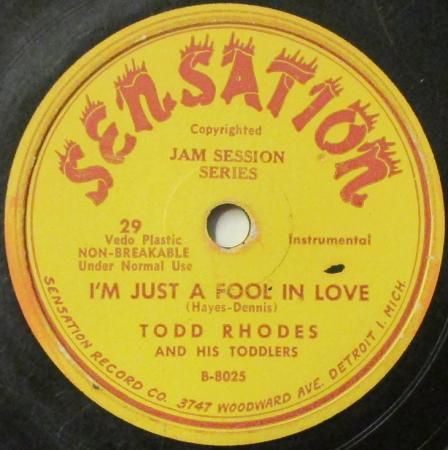 SENSATION
Copyrighted
JAM SESSION
SERIES
29
Vedo Plastic
NON-BREAKABLE
Under Normal Use
Instrumental
I'M JUST A FOOL IN LOVE
(Hayes-Dennis)
TODD RHODES
AND HIS TODDLERS
B-8025
SENSATION RECORD CO. 3747 WOODWARD AVE. DETROIT 1, MICH.